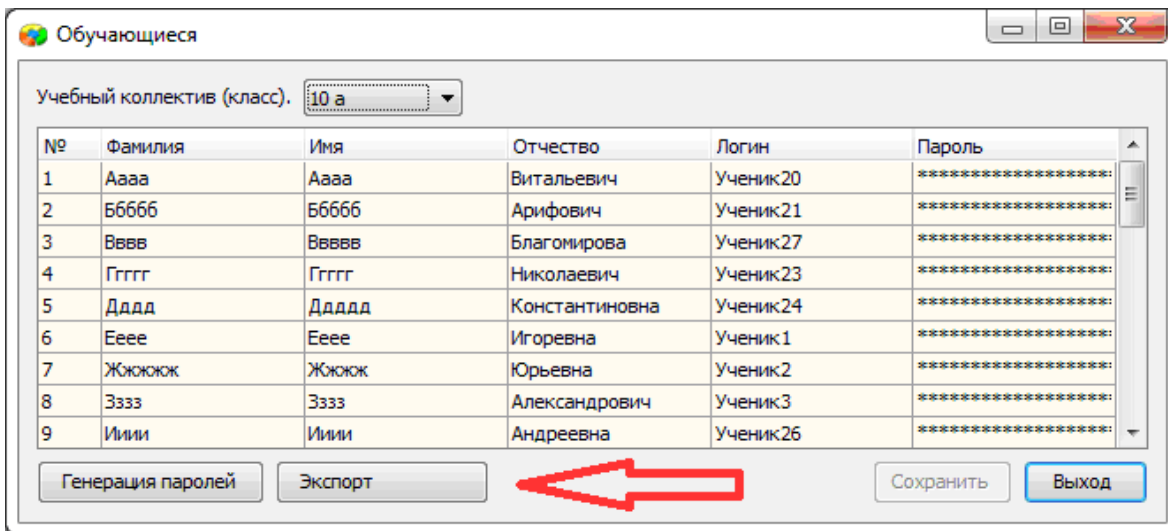 Обучающиеся
Учебный коллектив (класс). 10 а
№ Фамилия Имя Отчество Логин Пароль
1 Аааа Аааа Витальевич Ученик20 *******************
2 Бббб Ббббб Арифович Ученик21 *******************
3 Вввв Ввввв Благомирова Ученик27 *******************
4 Ггггг Ггггг Николаевич Ученик23 *******************
5 Дддд Ддддд Константиновна Ученик24 *******************
6 Ееее Ееее Игоревна Ученик1 *******************
7 Жжжжж Жжжж Юрьевна Ученик2 *******************
8 Зззз Зззз Александрович Ученик3 *******************
9 Ииии Ииии Андреевна Ученик26 *******************
Генерация паролей Экспорт Сохранить Выход